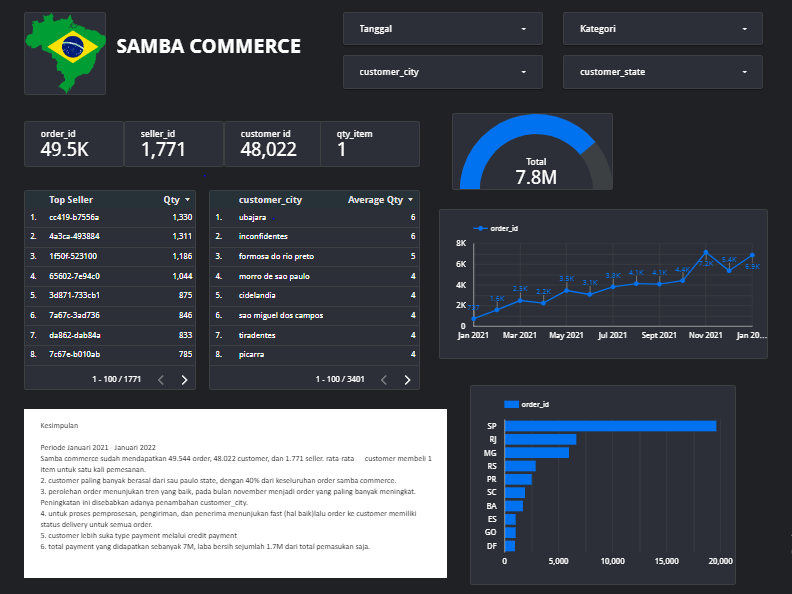 SAMBA COMMERCE
Tanggal
Kategori
customer_city
customer_state
order_id
49.5K
seller_id
1,771
customer id
48,022
qty_item
1
Total
7.8M
Top Seller Qty
1. cc419-b7556a 1,330
2. 4a3ca-493884 1,311
3. 1f50f-523100 1,186
4. 65602-7e94c0 1,044
5. 3d871-733cb1 875
6. 7a67c-3ad736 846
7. da862-dab84a 833
8. 7c67e-b010ab 785
1 - 100 / 1771
customer_city Average Qty
1. ubajara 6
2. inconfidentes 6
3. formosa do rio preto 5
4. morro de sao paulo 4
5. cidelandia 4
6. sao miguel dos campos 4
7. tiradentes 4
8. picarra 4
1 - 100 / 3401
order_id
8K
6K
4K
2K
0
2.2K
3.1K
4.1K
4.1K
4.4K
5.4K
6.9K
Jan 2021 Mar 2021 May 2021 Jul 2021 Sept 2021 Nov 2021 Jan 20...
order_id
SP
RJ
MG
RS
PR
SC
BA
ES
GO
DF
0 5,000 10,000 15,000 20,000
Kesimpulan
Periode Januari 2021 - Januari 2022
Samba commerce sudah mendapatkan 49.544 order, 48.022 customer, dan 1.771 seller. rata-rata customer membeli 1
item untuk satu kali pemesanan.
2. customer paling banyak berasal dari sau paulo state, dengan 40% dari keseluruhan order samba commerce.
3. perolehan order menunjukan tren yang baik, pada bulan november menjadi order yang paling banyak meningkat.
Peningkatan ini disebabkan adanya penambahan customer_city.
4. untuk proses pemprosesan, pengiriman, dan penerima menunjukan fast (hal baik)lalu order ke customer memiliki
status delivery untuk semua order.
5. customer lebih suka type payment melalui credit payment
6. total payment yang didapatkan sebanyak 7M, laba bersih sejumlah 1.7M dari total pemasukan saja.